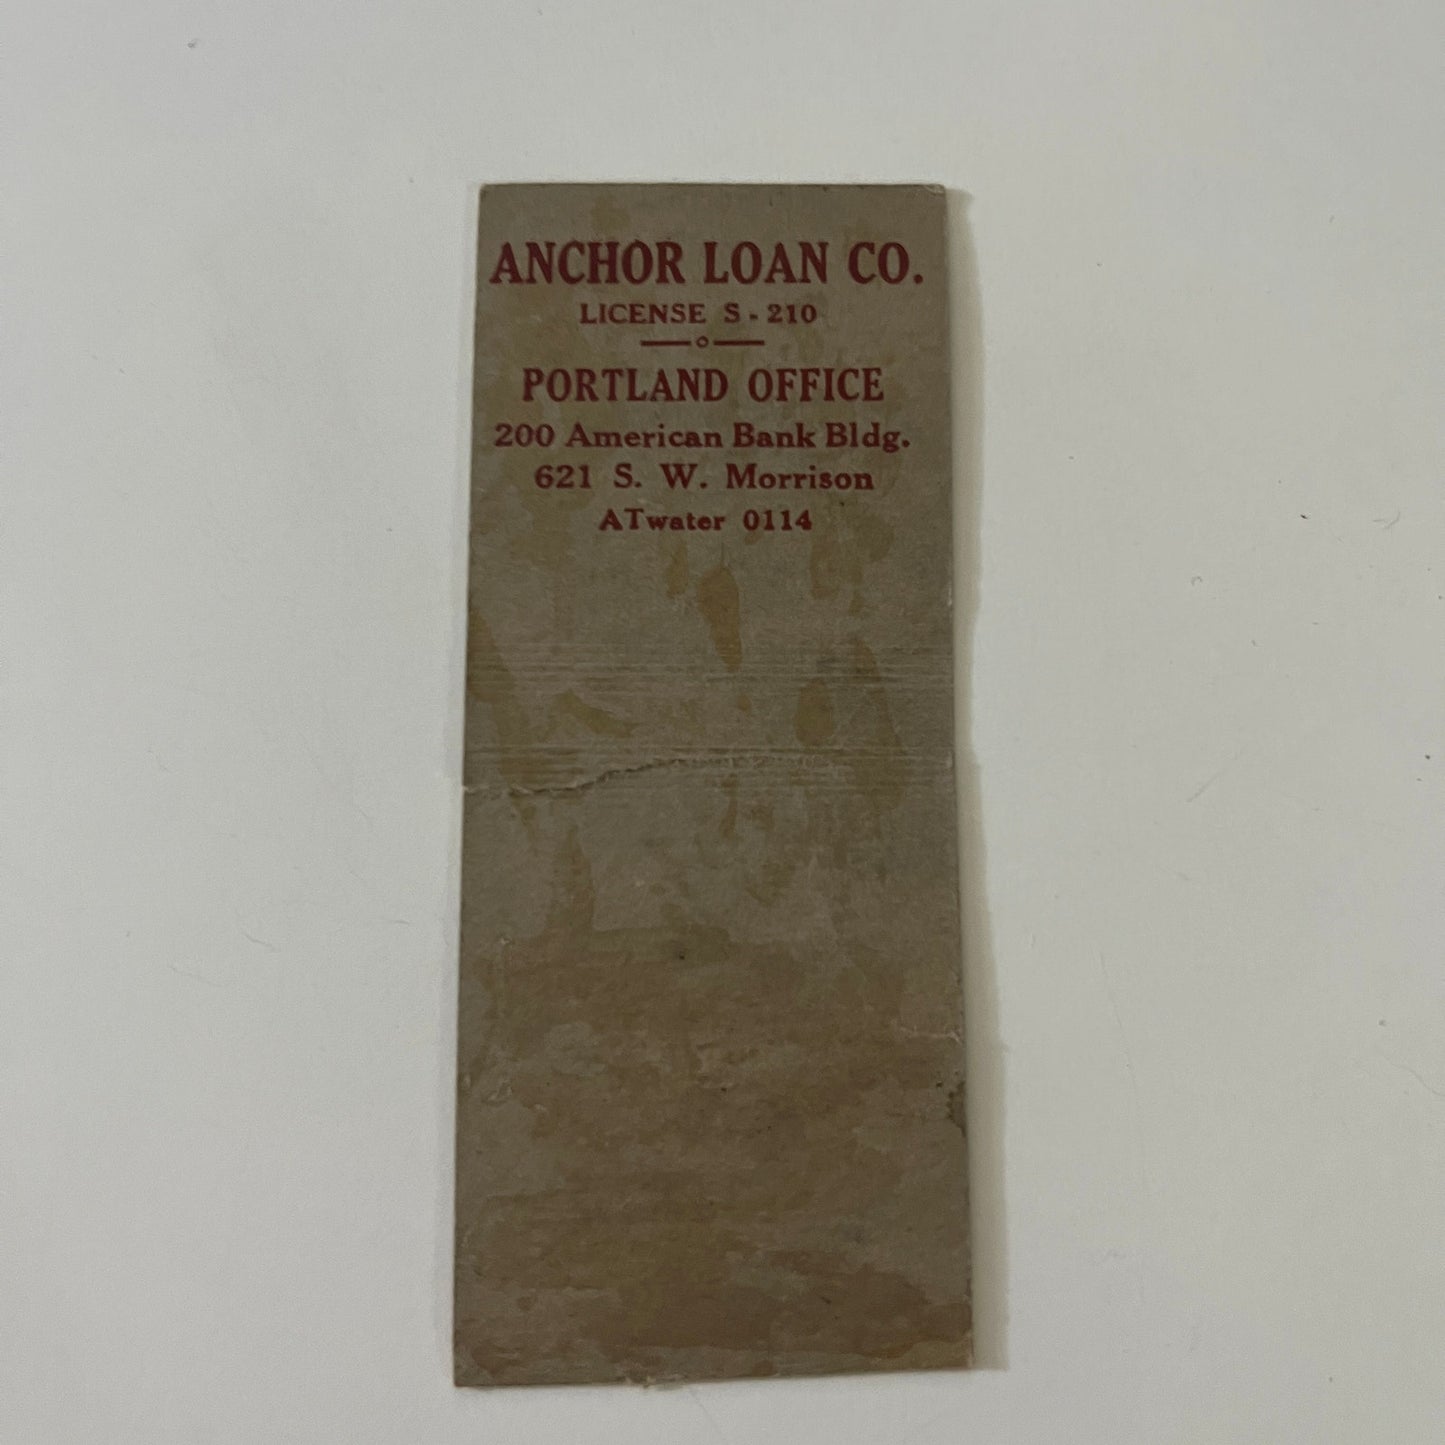 ANCHOR LOAN CO.
LICENSE S - 210
PORTLAND OFFICE
200 American Bank Bldg.
621 S. W. Morrison
ATwater 0114